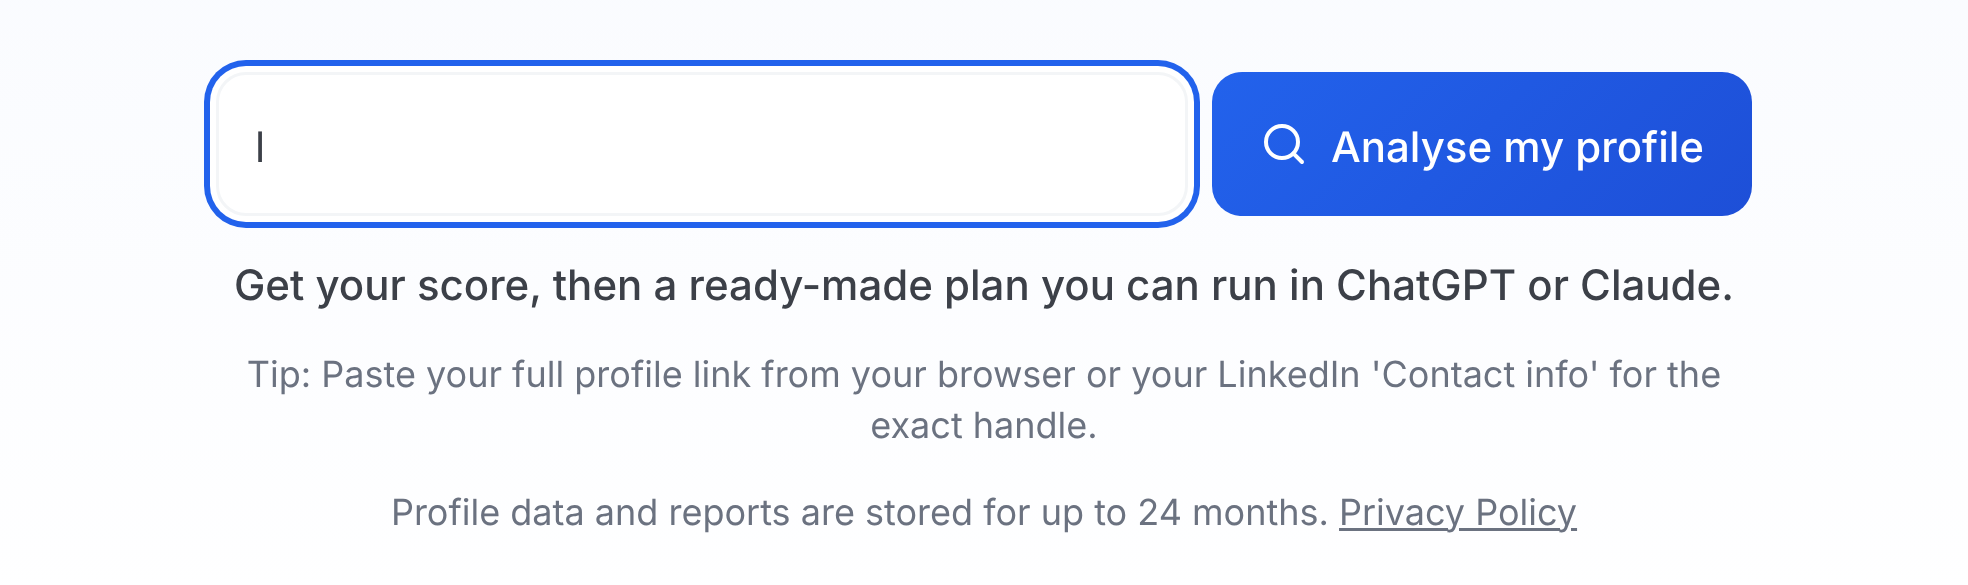 l
Analyse my profile
Get your score, then a ready-made plan you can run in ChatGPT or Claude.
Tip: Paste your full profile link from your browser or your LinkedIn 'Contact info' for the
exact handle.
Profile data and reports are stored for up to 24 months. Privacy Policy